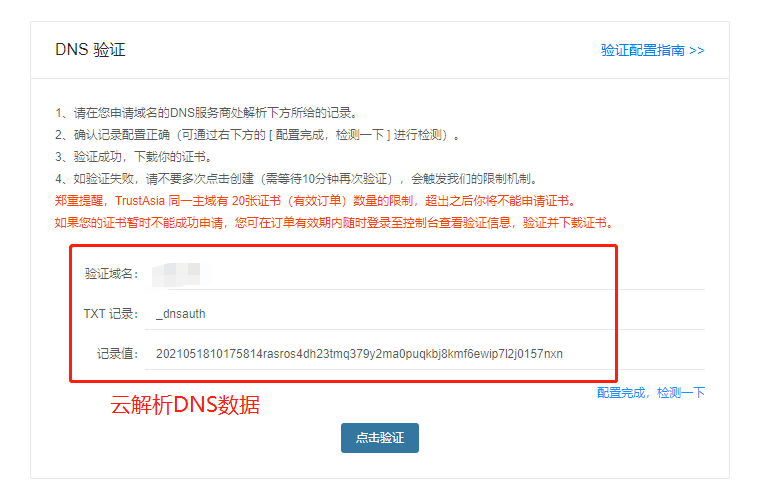 DNS 验证
验证配置指南 >>
1、请在您申请域名的DNS服务商处解析下方所给的记录。
2、确认记录配置正确（可通过右下方的 [ 配置完成，检测一下 ] 进行检测）。
3、验证成功，下载你的证书。
4、如验证失败，请不要多次点击创建（需等待10分钟再次验证），会触发我们的限制机制。
郑重提醒，TrustAsia 同一主域有 20张证书（有效订单）数量的限制，超出之后你将不能申请证书。
如果您的证书暂时不能成功申请，您可在订单有效期内随时登录至控制台查看验证信息，验证并下载证书。
验证域名：
TXT 记录： _dnsauth
记录值： 2021051810175814rasros4dh23tmq379y2ma0puqkbj8kmf6ewip7l2j0157nxn
配置完成，检测一下
云解析DNS数据
点击验证